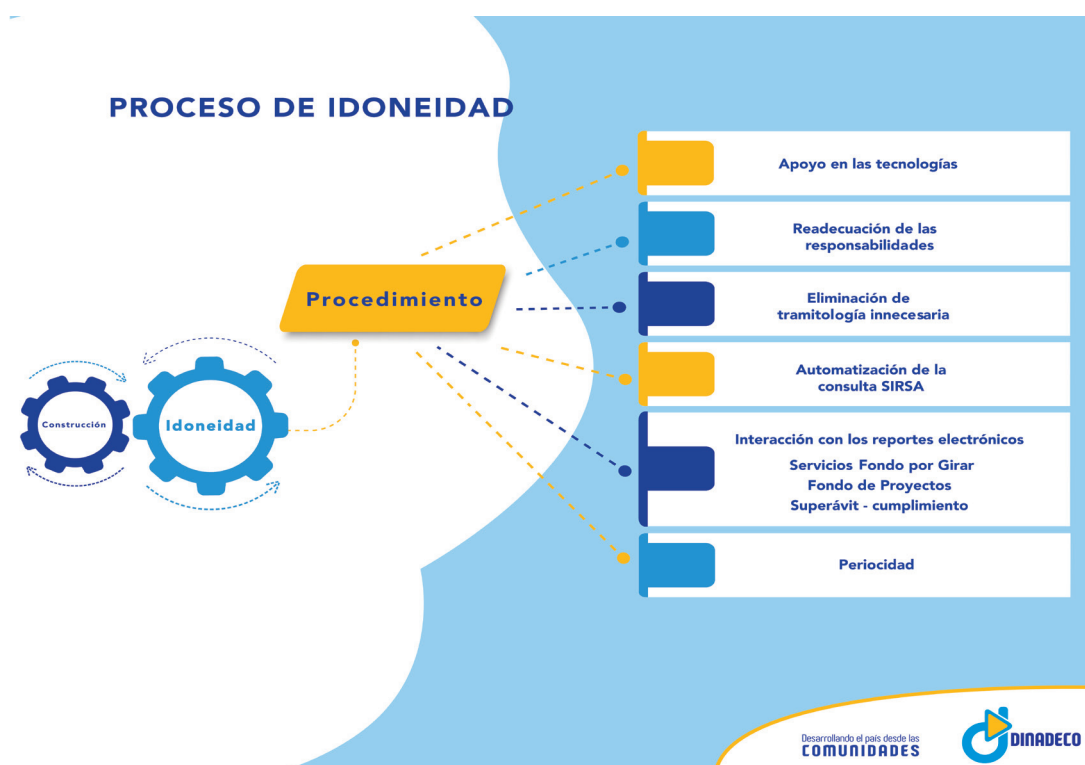 PROCESO DE IDONEIDAD
Apoyo en las tecnologías
Readecuación de las
responsabilidades
Procedimiento
Eliminación de
tramitología innecesaria
Automatización de la
consulta SIRSA
Construcción
Idoneidad
Interacción con los reportes electrónicos
Servicios Fondo por Girar
Fondo de Proyectos
Superávit - cumplimiento
Periocidad
Desarrollando el país desde las
COMUNIDADES
DINADECO